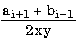 a_{i+1} + b_{i-1}
2xy